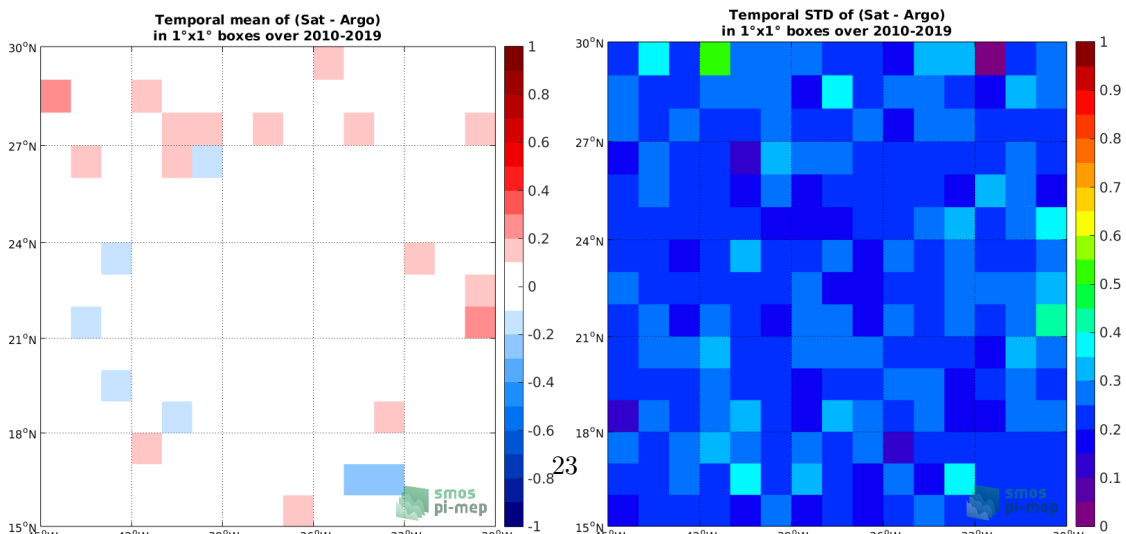 Temporal mean of (Sat - Argo)
in 1°x1° boxes over 2010-2019
30°N
27°N
24°N
21°N
18°N
15°N
1
0.8
0.6
0.4
0.2
0
-0.2
-0.4
-0.6
-0.8
-1
smos
pi-mep
23
Temporal STD of (Sat - Argo)
in 1°x1° boxes over 2010-2019
30°N
27°N
24°N
21°N
18°N
15°N
1
0.9
0.8
0.7
0.6
0.5
0.4
0.3
0.2
0.1
0
smos
pi-mep